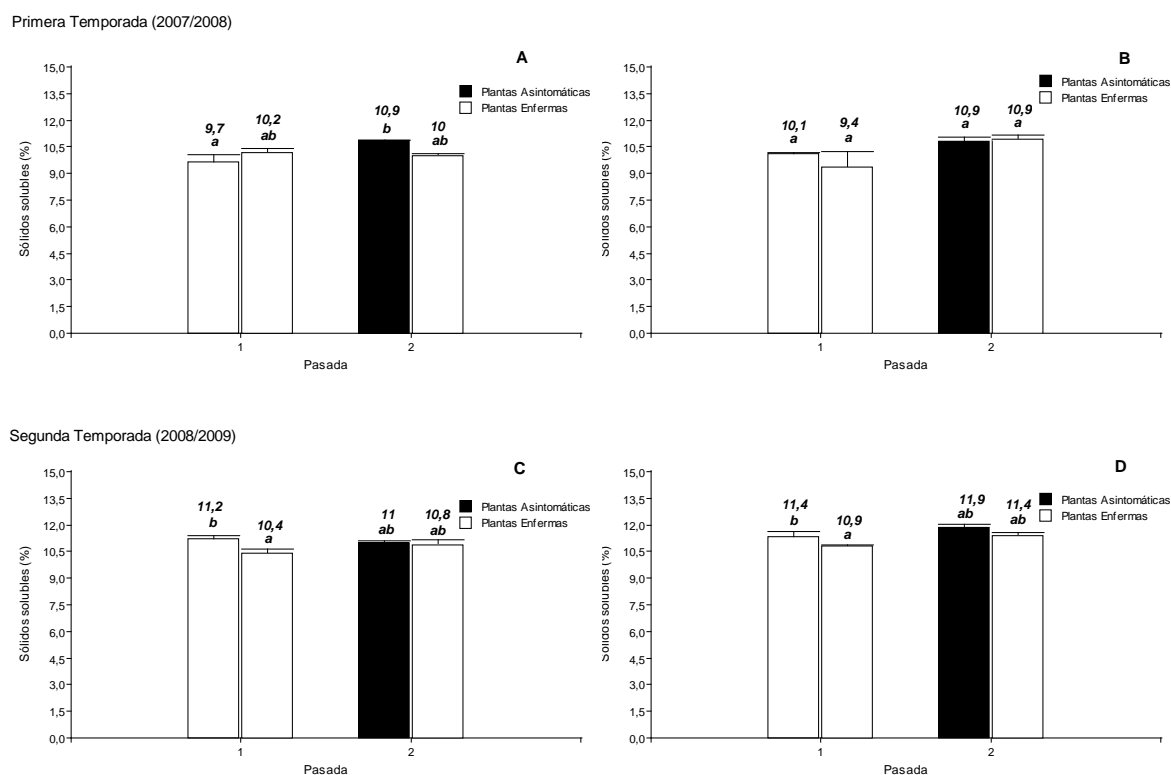 Primera Temporada (2007/2008)
A
15,0
13,5
12,0
10,5
9,0
7,5
6,0
4,5
3,0
1,5
0,0
Sólidos solubles (%)
Plantas Asintomáticas
Plantas Enfermas
9,7
a
10,2
ab
10,9
b
10
ab
1
2
Pasada
B
15,0
13,5
12,0
10,5
9,0
7,5
6,0
4,5
3,0
1,5
0,0
Sólidos solubles (%)
Plantas Asintomáticas
Plantas Enfermas
10,1
a
9,4
a
10,9
a
10,9
a
1
2
Pasada
Segunda Temporada (2008/2009)
C
15,0
13,5
12,0
10,5
9,0
7,5
6,0
4,5
3,0
1,5
0,0
Sólidos solubles (%)
Plantas Asintomáticas
Plantas Enfermas
11,2
b
10,4
a
11
ab
10,8
ab
1
2
Pasada
D
15,0
13,5
12,0
10,5
9,0
7,5
6,0
4,5
3,0
1,5
0,0
Sólidos solubles (%)
Plantas Asintomáticas
Plantas Enfermas
11,4
b
10,9
a
11,9
ab
11,4
ab
1
2
Pasada